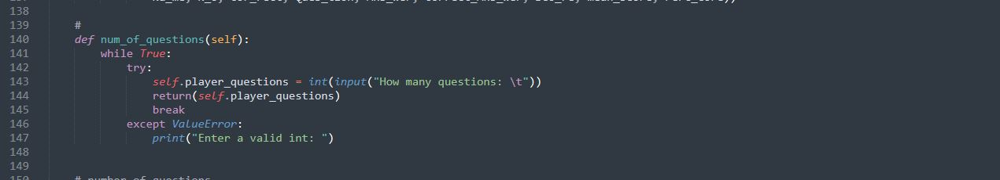 138
139 #
140 def num_of_questions(self):
141 while True:
142 try:
143 self.player_questions = int(input("How many questions: \t"))
144 return(self.player_questions)
145 break
146 except ValueError:
147 print("Enter a valid int: ")
148
149
150 # number of questions